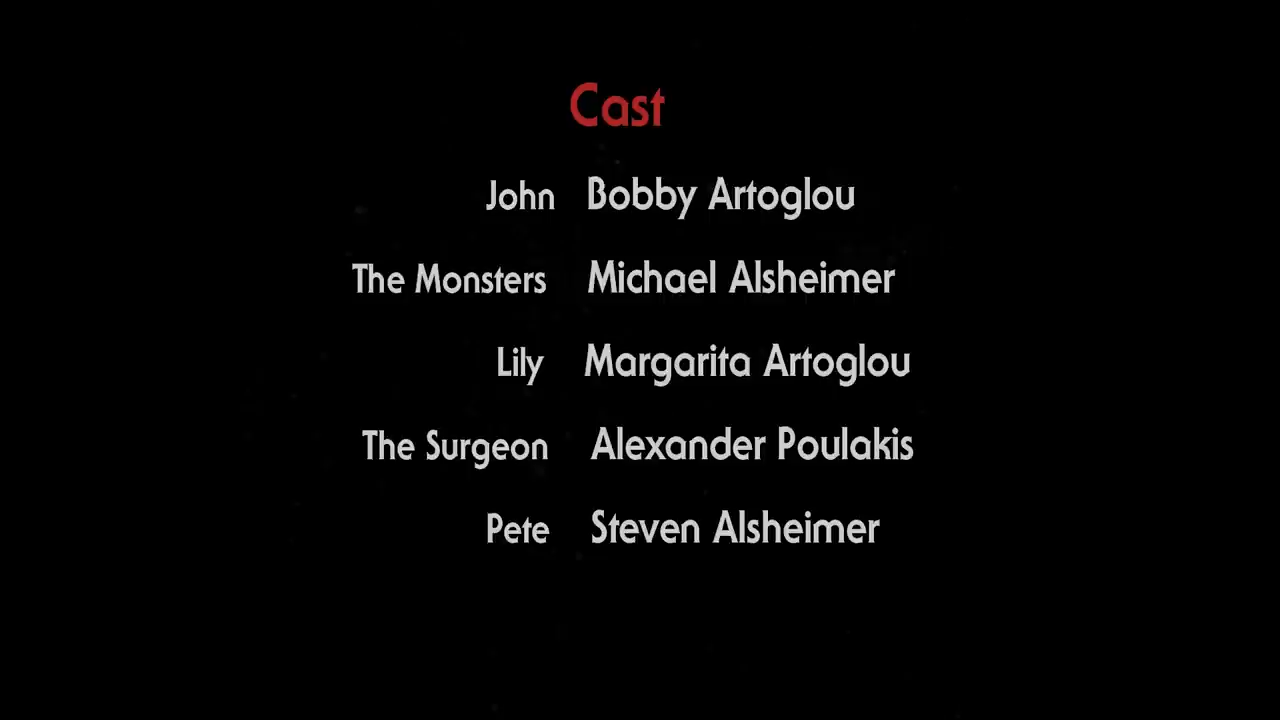 Cast
John Bobby Artoglou
The Monsters Michael Alsheimer
Lily Margarita Artoglou
The Surgeon Alexander Poulakis
Pete Steven Alsheimer